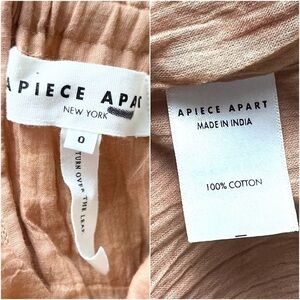 APIECE APART
NEW YORK
0
TURN OVER THE LEAF
APIECE APART
MADE IN INDIA
100% COTTON